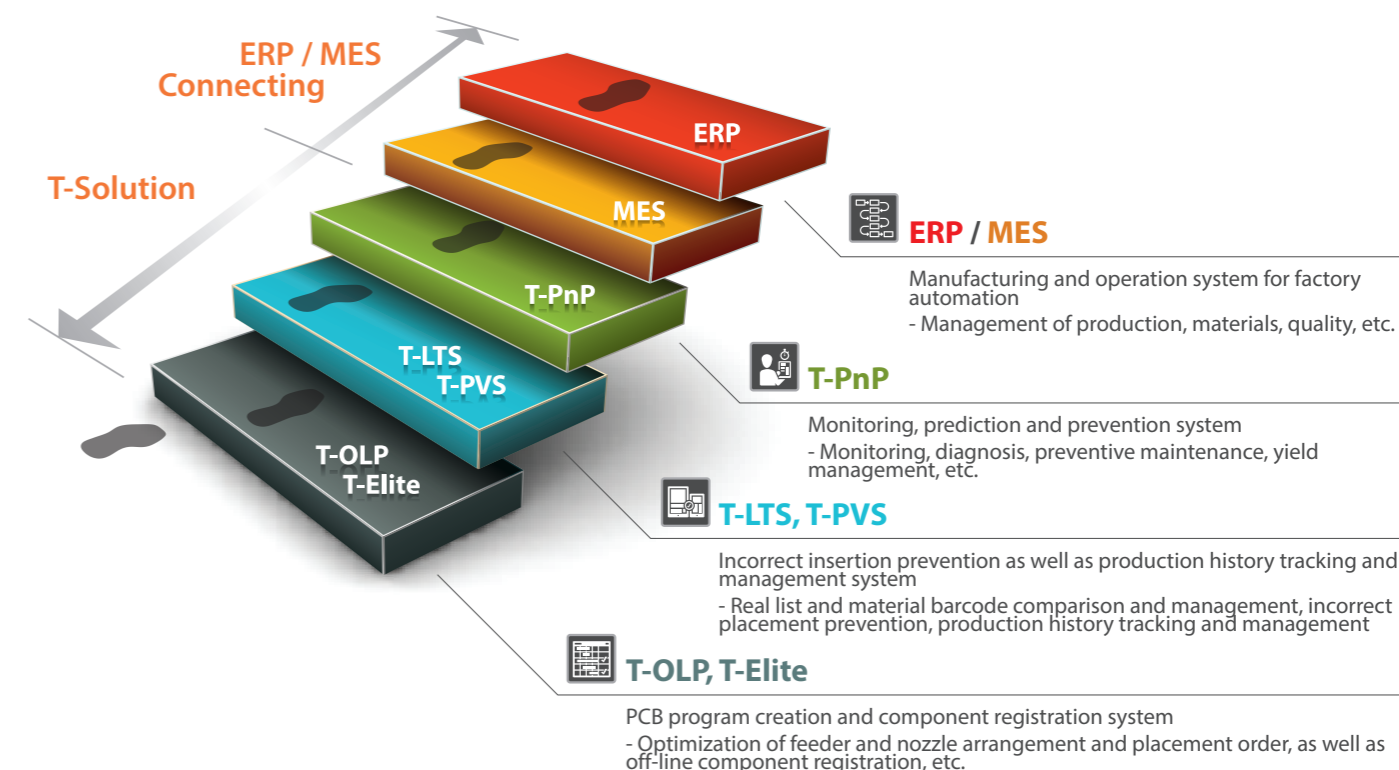 ERP / MES
Connecting
T-Solution
ERP
MES
T-PnP
T-LTS
T-PVS
T-OLP
T-Elite
ERP / MES
Manufacturing and operation system for factory
automation
- Management of production, materials, quality, etc.
T-PnP
Monitoring, prediction and prevention system
- Monitoring, diagnosis, preventive maintenance, yield
management, etc.
T-LTS, T-PVS
Incorrect insertion prevention as well as production history tracking and
management system
- Real list and material barcode comparison and management, incorrect
placement prevention, production history tracking and management
T-OLP, T-Elite
PCB program creation and component registration system
- Optimization of feeder and nozzle arrangement and placement order, as well as
off-line component registration, etc.